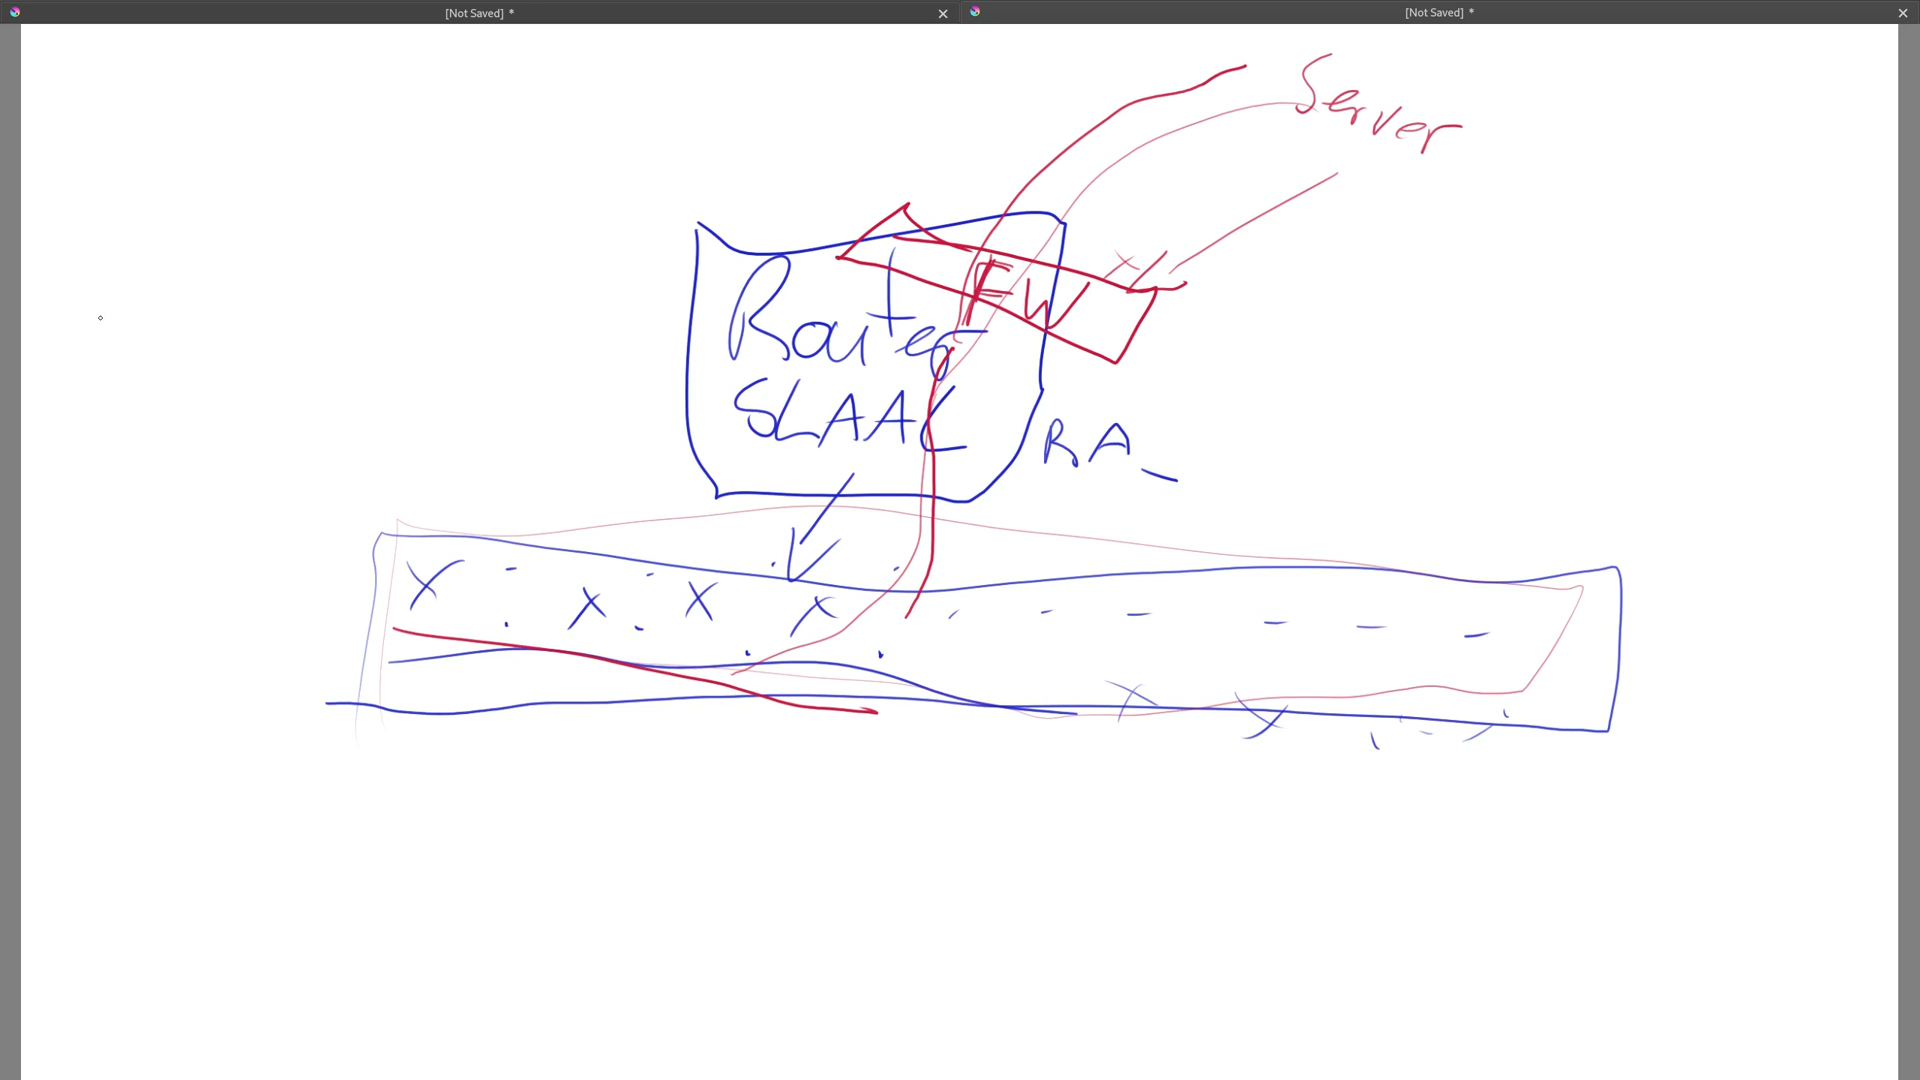 [Not Saved] *
[Not Saved] *
Server
FW
Router
SLAAC
RA
X - X X X - - - - - -
X